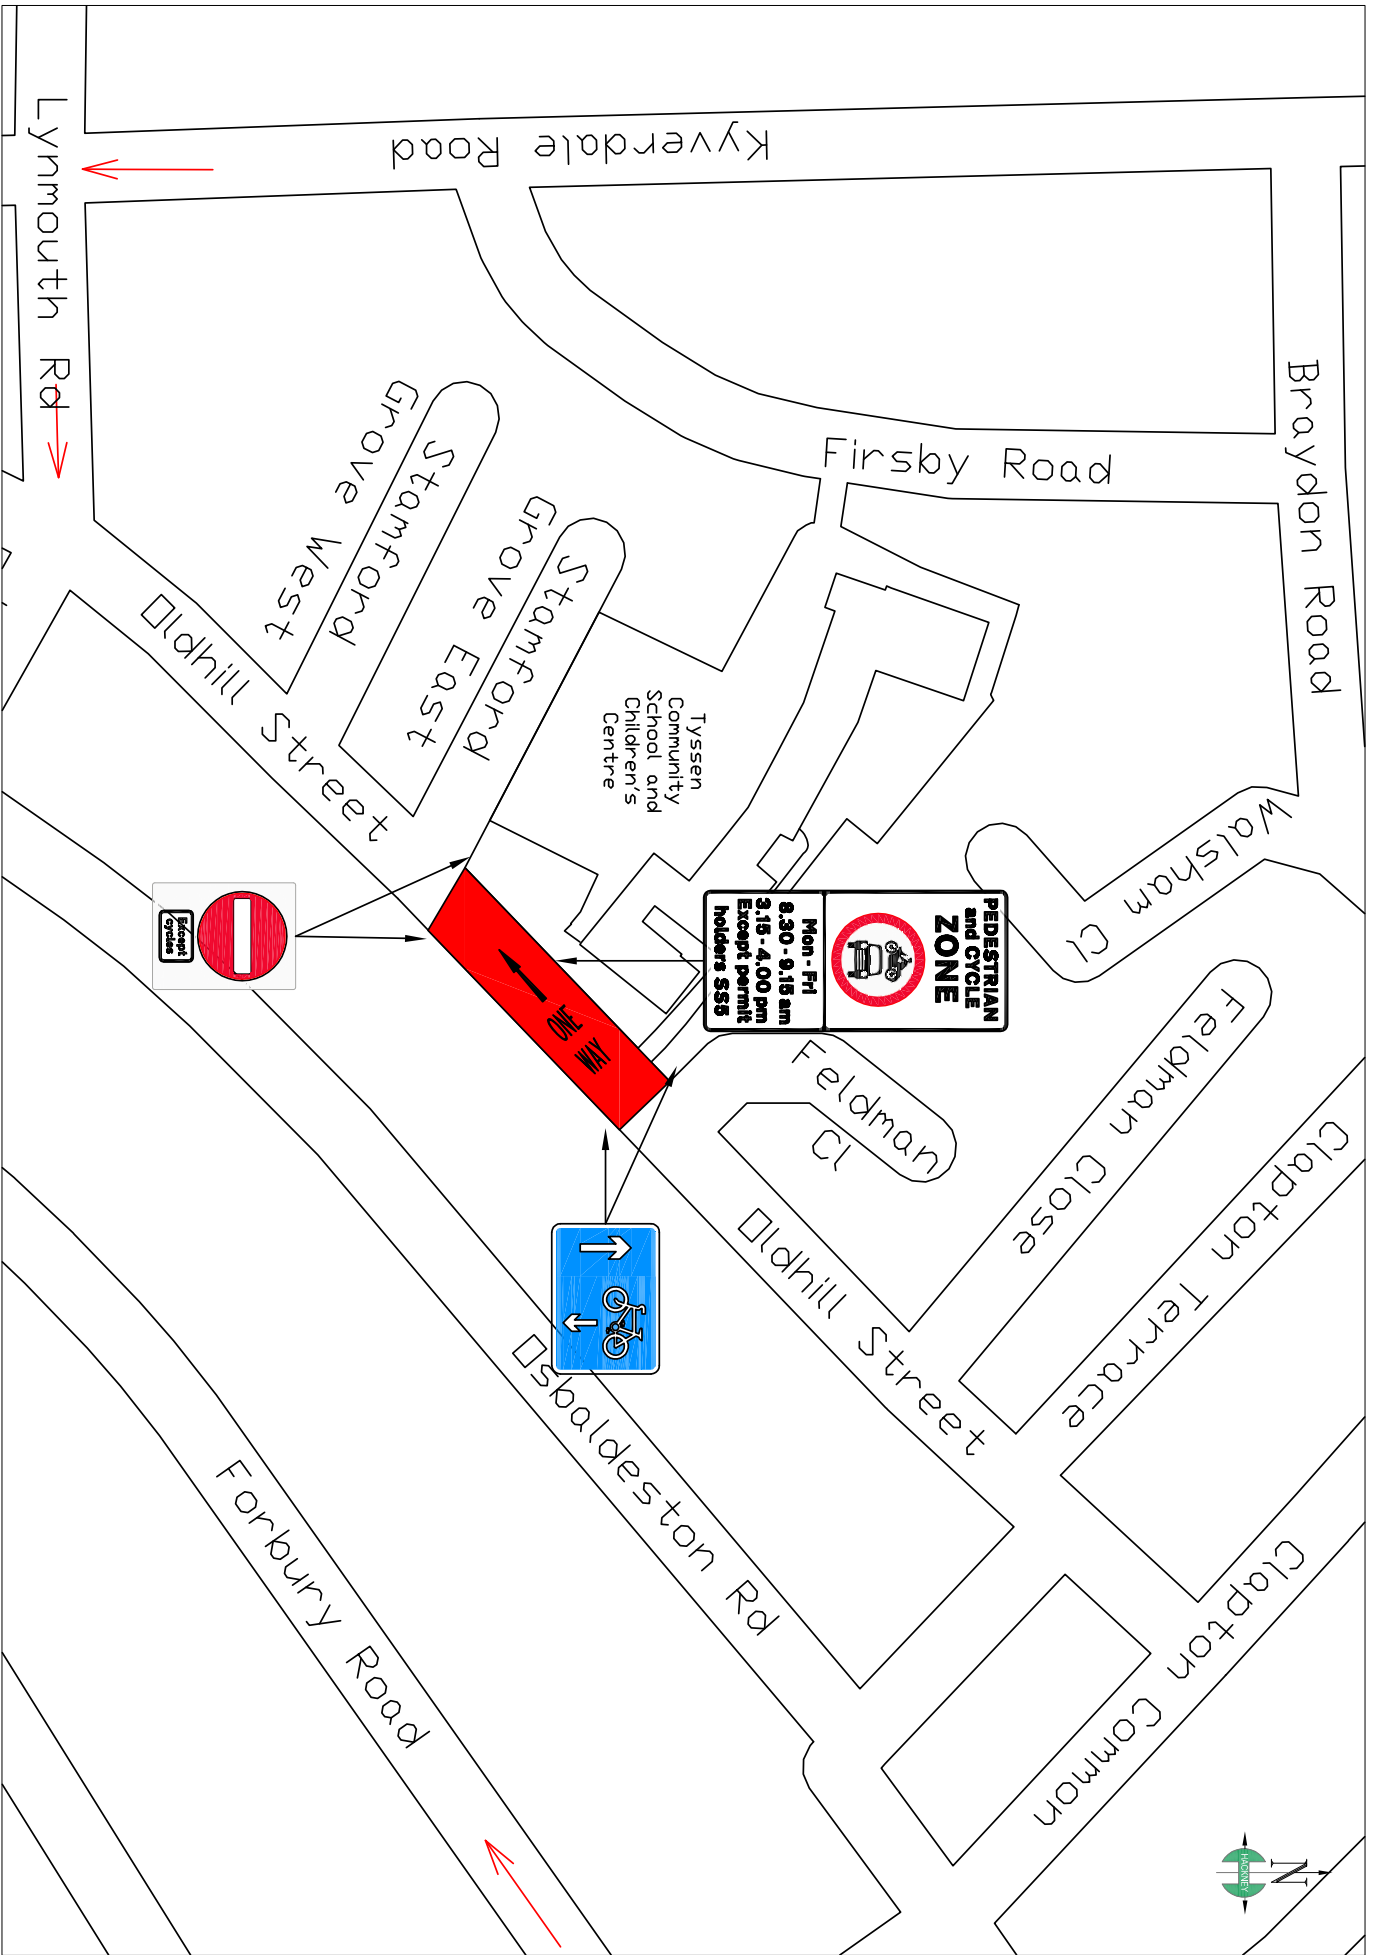 Kyverdale Road
Lynmouth Rd
Braydon Road
Firsby Road
Stamford
Grove West
Stamford
Grove East
Oldhill Street
Tyssen
Community
School and
Children's
Centre
Walsham Cl
PEDESTRIAN
and CYCLE
ZONE
Mon - Fri
8.30 - 9.15 am
3.15 - 4.00 pm
Except permit
holders SS5
Except
cycles
ONE WAY
Feldman
Cl
Feldman Close
Clapton Terrace
Oldhill Street
Osbaldeston Rd
Clapton Common
Forbury Road
N
HACKNEY